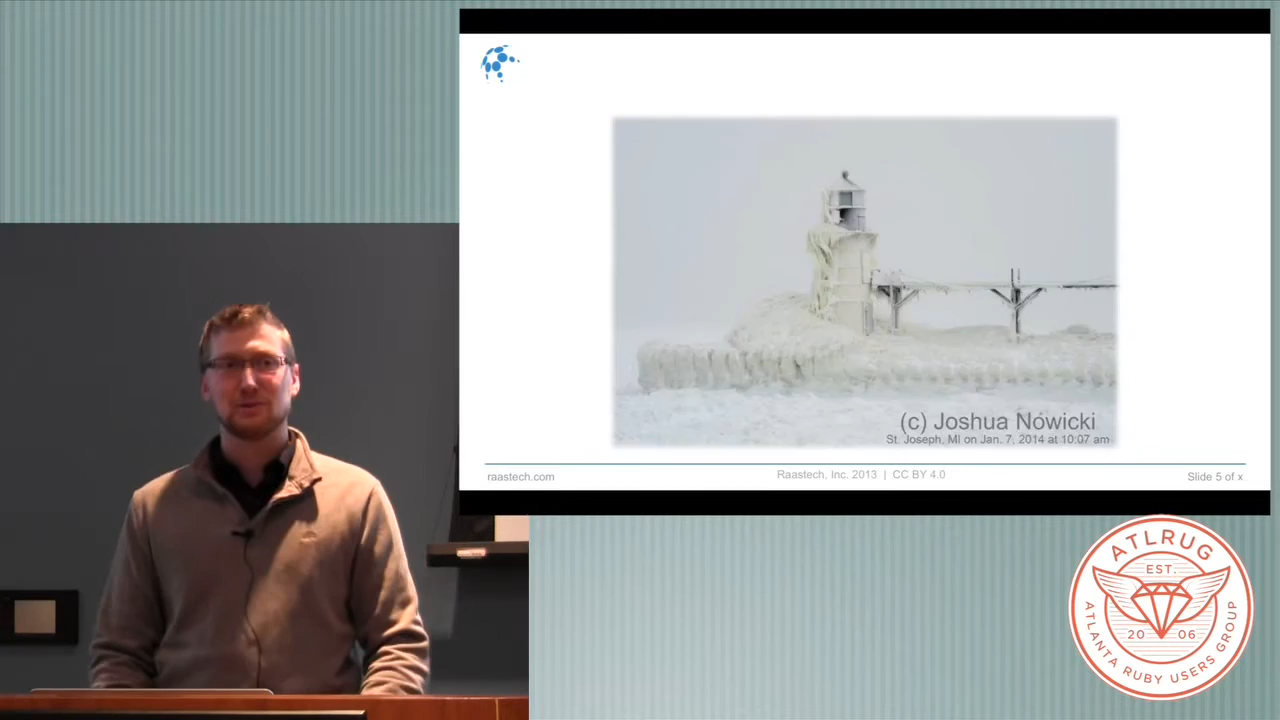 (c) Joshua Nowicki
St. Joseph, MI on Jan. 7, 2014 at 10:07 am
raastech.com
Raastech, Inc. 2013 | CC BY 4.0
Slide 5 of x
ATLRUG
EST.
20 06
ATLANTA RUBY USERS GROUP